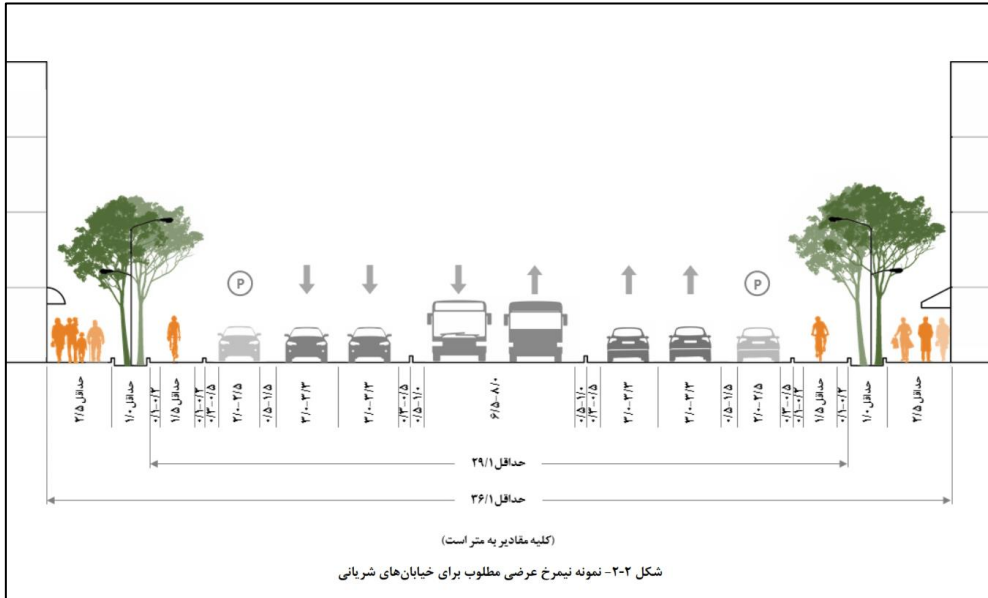 P
P
حداقل ۲/۵
حداقل ۱/۰
۰/۱-۰/۲
حداقل ۱/۵
۰/۱-۰/۲
۰/۳-۰/۵
۲/۰-۲/۵
۰/۵-۱/۵
۳/۰-۳/۳
۳/۰-۳/۳
۰/۳-۰/۵
۰/۵-۱/۰
۶/۵-۸/۰
۰/۵-۱/۰
۰/۳-۰/۵
۳/۰-۳/۳
۳/۰-۳/۳
۰/۵-۱/۵
۲/۰-۲/۵
۰/۳-۰/۵
۰/۱-۰/۲
حداقل ۱/۵
۰/۱-۰/۲
حداقل ۱/۰
حداقل ۲/۵
حداقل ۲۹/۱
حداقل ۳۶/۱
(کلیه مقادیر به متر است)
شکل ۲-۲- نمونه نیمرخ عرضی مطلوب برای خیابان‌های شریانی